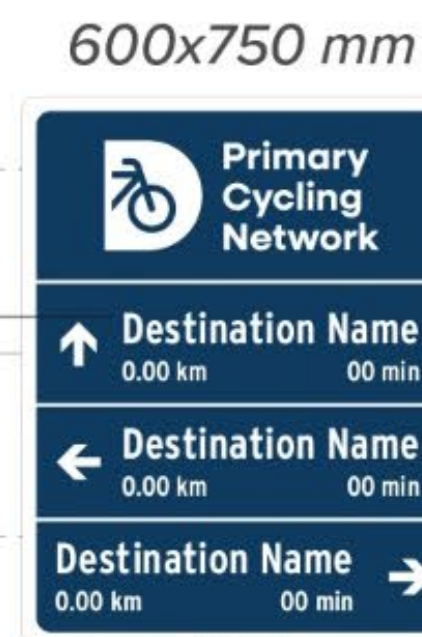 600x750 mm
Primary
Cycling
Network
Destination Name
0.00 km 00 min
Destination Name
0.00 km 00 min
Destination Name
0.00 km 00 min